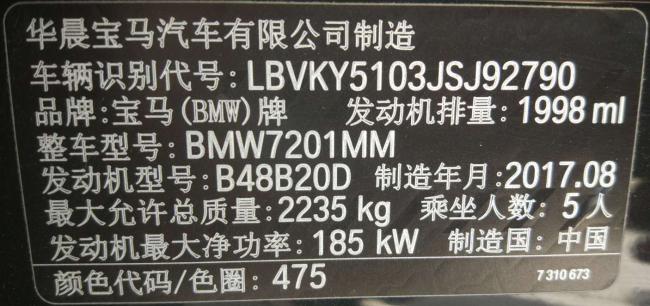 华晨宝马汽车有限公司制造
车辆识别代号: LBVKY5103JSJ92790
品牌: 宝马(BMW)牌 发动机排量: 1998 ml
整车型号: BMW7201MM
发动机型号: B48B20D 制造年月: 2017.08
最大允许总质量: 2235 kg 乘坐人数: 5 人
发动机最大净功率: 185 kW 制造国: 中国
颜色代码/色圈: 475 7 310 673